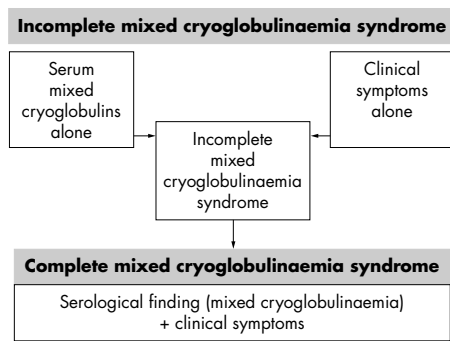 Incomplete mixed cryoglobulinaemia syndrome
Serum
mixed
cryoglobulins
alone
Clinical
symptoms
alone
Incomplete
mixed
cryoglobulinaemia
syndrome
Complete mixed cryoglobulinaemia syndrome
Serological finding (mixed cryoglobulinaemia)
+ clinical symptoms